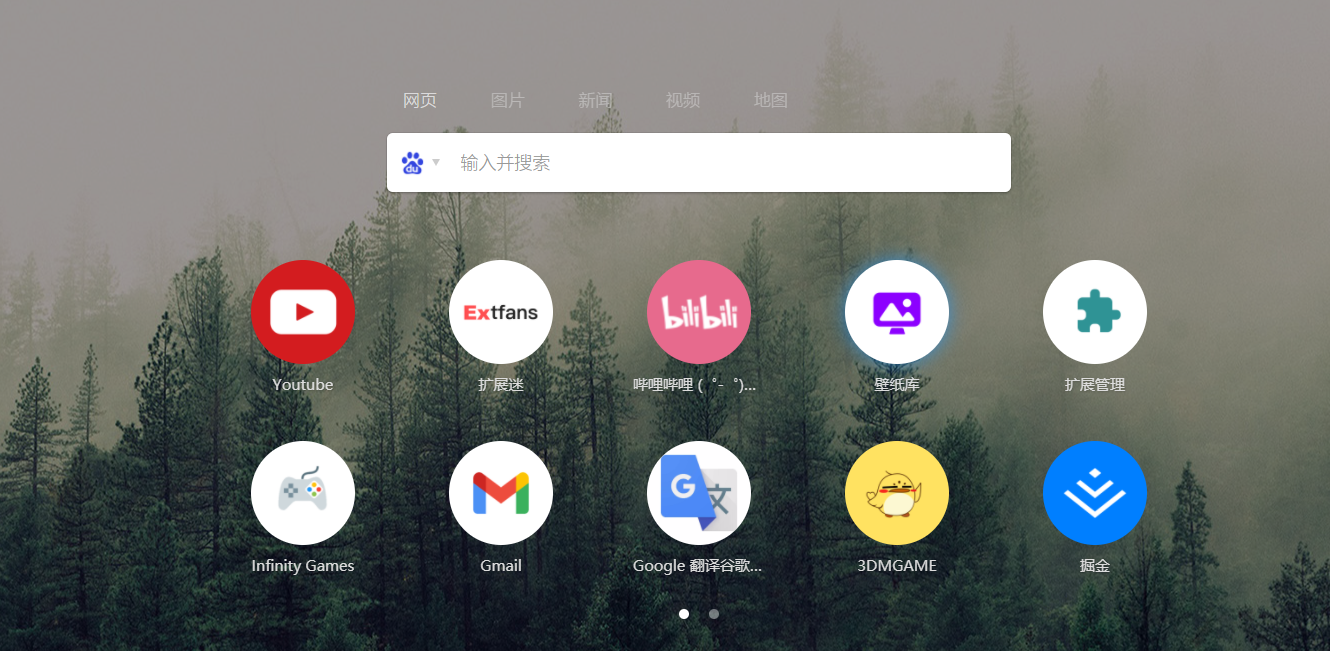 网页 图片 新闻 视频 地图
du 输入并搜索
Extfans
bilibili
Youtube 扩展迷 哔哩哔哩 ( ゜- ゜)... 壁纸库 扩展管理
G 文
Infinity Games Gmail Google 翻译谷歌... 3DMGAME 掘金